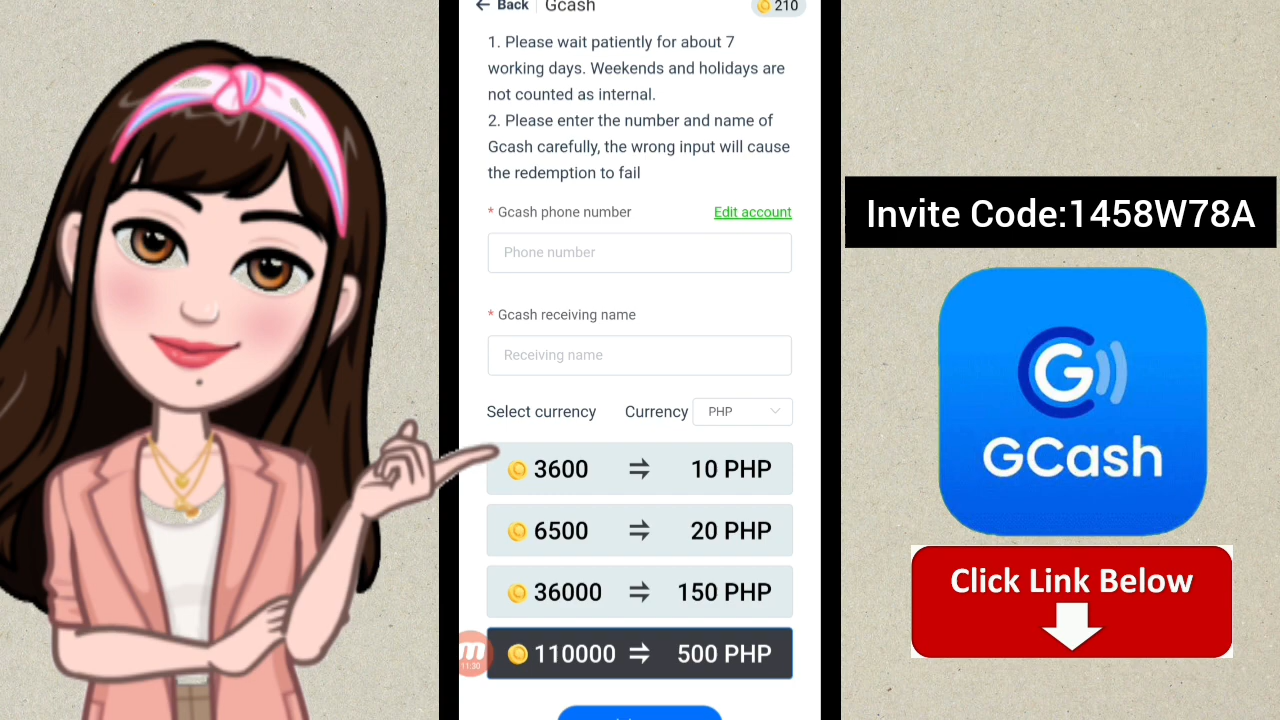 Back
Gcash
210
1. Please wait patiently for about 7
working days. Weekends and holidays are
not counted as internal.
2. Please enter the number and name of
Gcash carefully, the wrong input will cause
the redemption to fail
* Gcash phone number
Edit account
Phone number
* Gcash receiving name
Receiving name
Select currency
Currency
PHP
3600
10 PHP
6500
20 PHP
36000
150 PHP
110000
500 PHP
11:30
Invite Code:1458W78A
G
GCash
Click Link Below